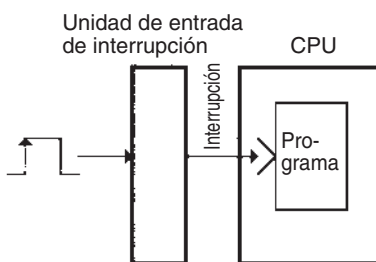 Unidad de entrada
de interrupción
CPU
Interrupción
Pro-
grama